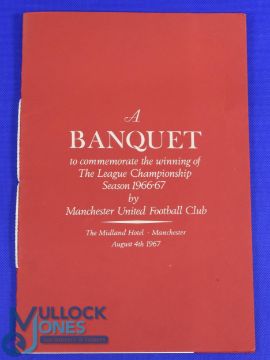 A
BANQUET
to commemorate the winning of
The League Championship
Season 1966-67
by
Manchester United Football Club
The Midland Hotel · Manchester
August 4th 1967
MULLOCK
JONES